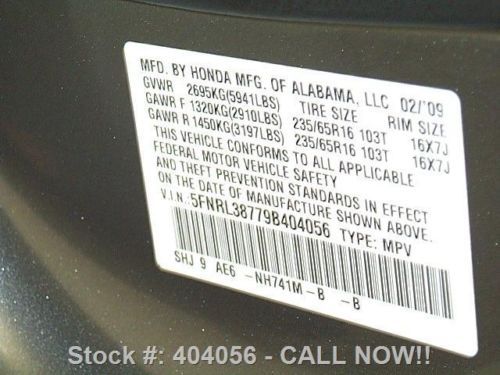 MFD. BY HONDA MFG. OF ALABAMA, LLC 02/'09
GVWR 2695KG(5941LBS) TIRE SIZE RIM SIZE
GAWR F 1320KG(2910LBS) 235/65R16 103T 16X7J
GAWR R 1450KG(3197LBS) 235/65R16 103T 16X7J
THIS VEHICLE CONFORMS TO ALL APPLICABLE
FEDERAL MOTOR VEHICLE SAFETY
AND THEFT PREVENTION STANDARDS IN EFFECT
ON THE DATE OF MANUFACTURE SHOWN ABOVE.
V.I.N.: 5FNRL38779B404056 TYPE: MPV
SHJ 9 AE6 -NH741M -B -B
Stock #: 404056 - CALL NOW!!